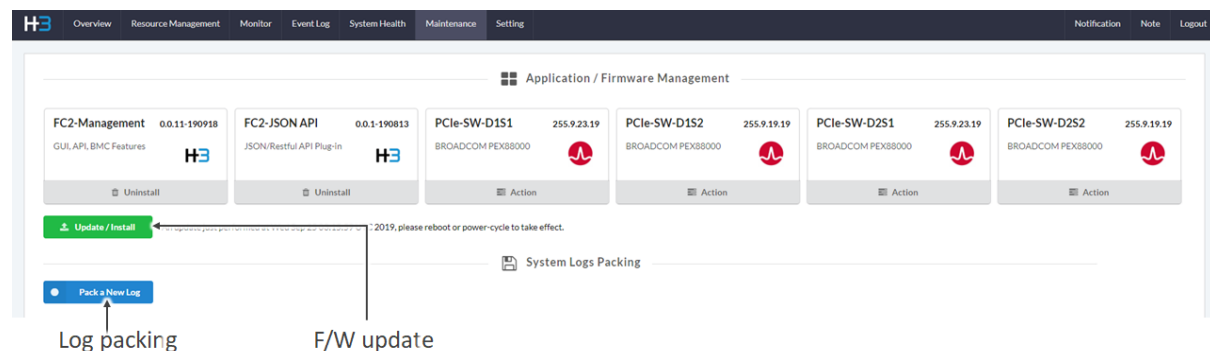 H3 Overview Resource Management Monitor Event Log System Health Maintenance Setting Notification Note Logout
Application / Firmware Management
FC2-Management 0.0.11-190918
GUI, API, BMC Features
H3
Uninstall
FC2-JSON API 0.0.1-190813
JSON/Restful API Plug-in
H3
Uninstall
PCIe-SW-D1S1 255.9.23.19
BROADCOM PEX88000
Action
PCIe-SW-D1S2 255.9.19.19
BROADCOM PEX88000
Action
PCIe-SW-D2S1 255.9.23.19
BROADCOM PEX88000
Action
PCIe-SW-D2S2 255.9.19.19
BROADCOM PEX88000
Action
Update / Install 2019, please reboot or power-cycle to take effect.
System Logs Packing
Pack a New Log
Log packing F/W update